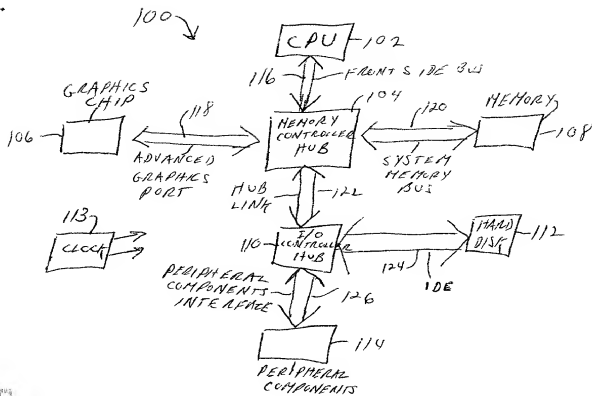 100
CPU
102
116
FRONT SIDE BUS
GRAPHICS
CHIP
106
118
ADVANCED
GRAPHICS
PORT
104
MEMORY
CONTROLLER
HUB
120
SYSTEM
MEMORY
BUS
MEMORY
108
HUB
LINK
122
113
CLOCK
110
I/O
CONTROLLER
HUB
124
IDE
HARD
DISK
112
PERIPHERAL
COMPONENTS
INTERFACE
126
114
PERIPHERAL
COMPONENTS